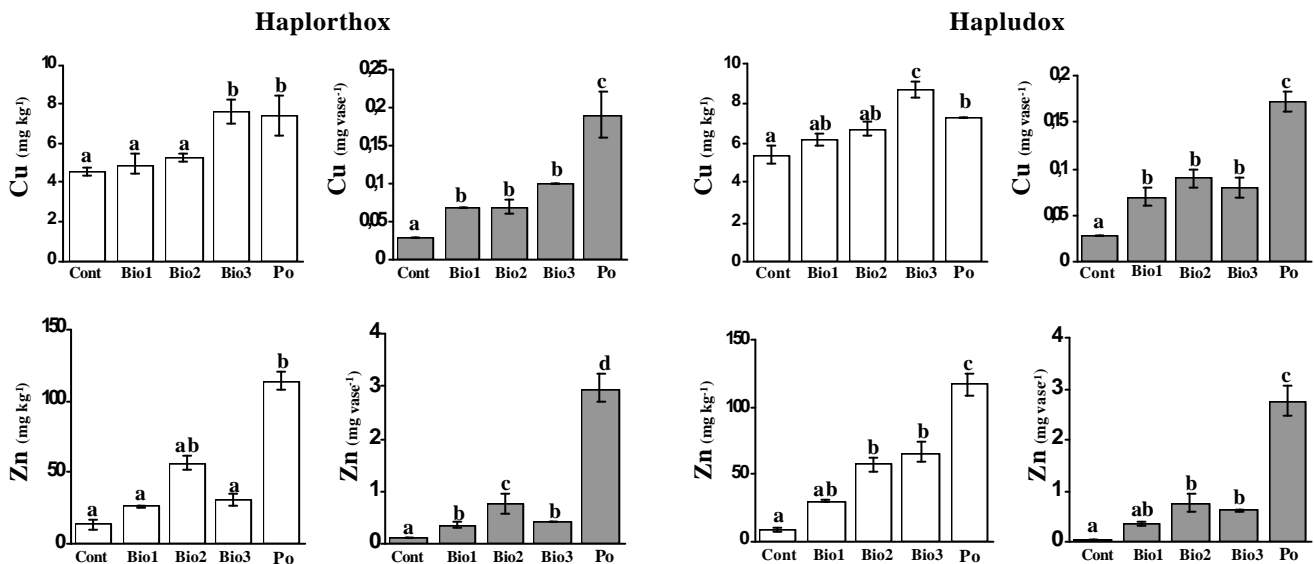 Haplorthox
Hapludox
Cu (mg kg-1)
10
8
6
4
2
0
a
a
a
b
b
Cont Bio1 Bio2 Bio3 Po
Cu (mg vase-1)
0,25
0,2
0,15
0,1
0,05
0
a
b
b
b
c
Cont Bio1 Bio2 Bio3 Po
Cu (mg kg-1)
10
8
6
4
2
0
a
ab
ab
c
b
Cont Bio1 Bio2 Bio3 Po
Cu (mg vase-1)
0,2
0,15
0,1
0,05
0
a
b
b
b
c
Cont Bio1 Bio2 Bio3 Po
Zn (mg kg1)
150
100
50
0
a
a
ab
a
b
Cont Bio1 Bio2 Bio3 Po
Zn (mg vase-1)
4
3
2
1
0
a
b
c
b
d
Cont Bio1 Bio2 Bio3 Po
Zn (mg kg-1)
150
100
50
0
a
ab
b
b
c
Cont Bio1 Bio2 Bio3 Po
Zn (mg vase-1)
4
3
2
1
0
a
ab
b
b
c
Cont Bio1 Bio2 Bio3 Po